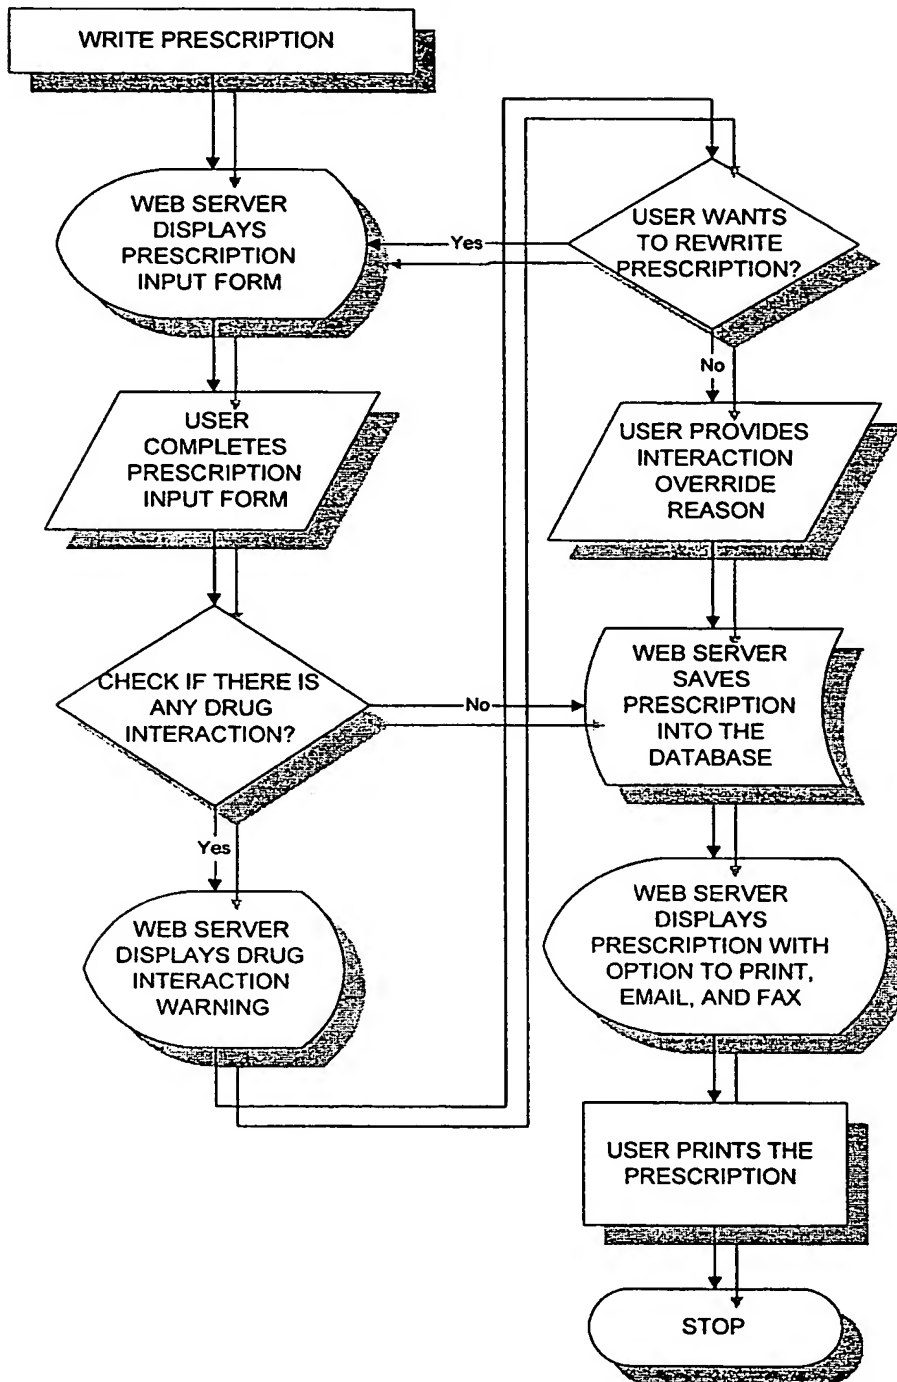 WRITE PRESCRIPTION
WEB SERVER
DISPLAYS
PRESCRIPTION
INPUT FORM
USER
COMPLETES
PRESCRIPTION
INPUT FORM
CHECK IF THERE IS
ANY DRUG
INTERACTION?
No
Yes
WEB SERVER
DISPLAYS DRUG
INTERACTION
WARNING
USER WANTS
TO REWRITE
PRESCRIPTION?
Yes
No
USER PROVIDES
INTERACTION
OVERRIDE
REASON
WEB SERVER
SAVES
PRESCRIPTION
INTO THE
DATABASE
WEB SERVER
DISPLAYS
PRESCRIPTION WITH
OPTION TO PRINT,
EMAIL, AND FAX
USER PRINTS THE
PRESCRIPTION
STOP